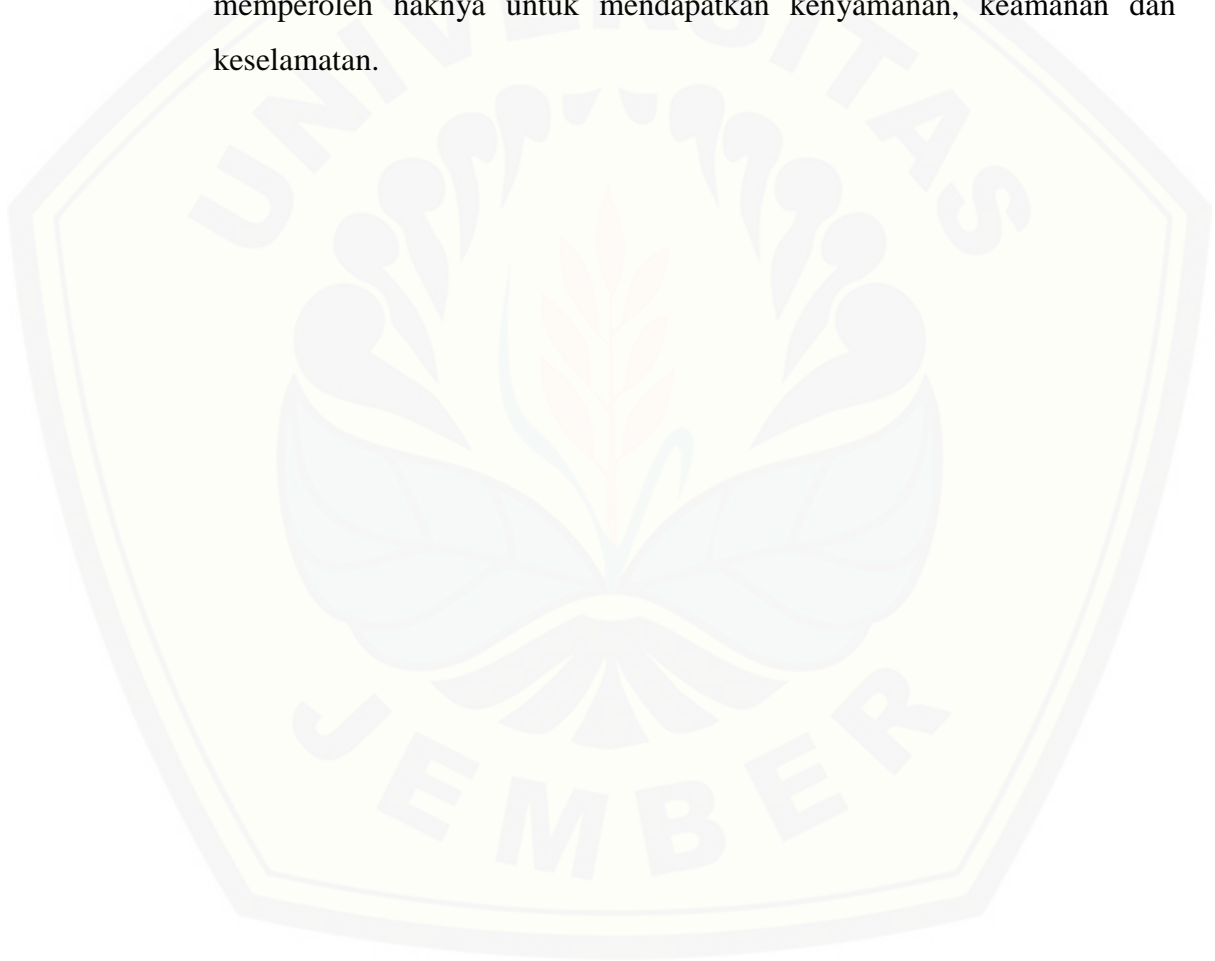 memperoleh haknya untuk mendapatkan kenyamanan, keamanan dan
keselamatan.
UNIVERSITAS
JEMBER